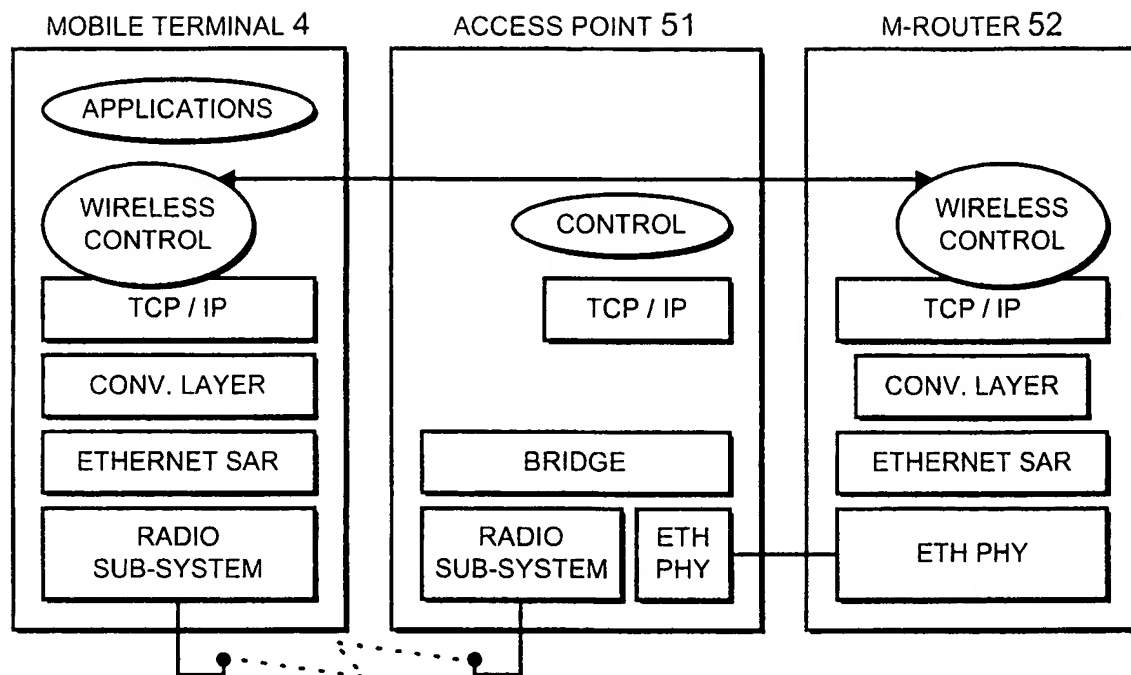 MOBILE TERMINAL 4
APPLICATIONS
WIRELESS
CONTROL
TCP / IP
CONV. LAYER
ETHERNET SAR
RADIO
SUB-SYSTEM
ACCESS POINT 51
CONTROL
TCP / IP
BRIDGE
RADIO
SUB-SYSTEM
ETH
PHY
M-ROUTER 52
WIRELESS
CONTROL
TCP / IP
CONV. LAYER
ETHERNET SAR
ETH PHY